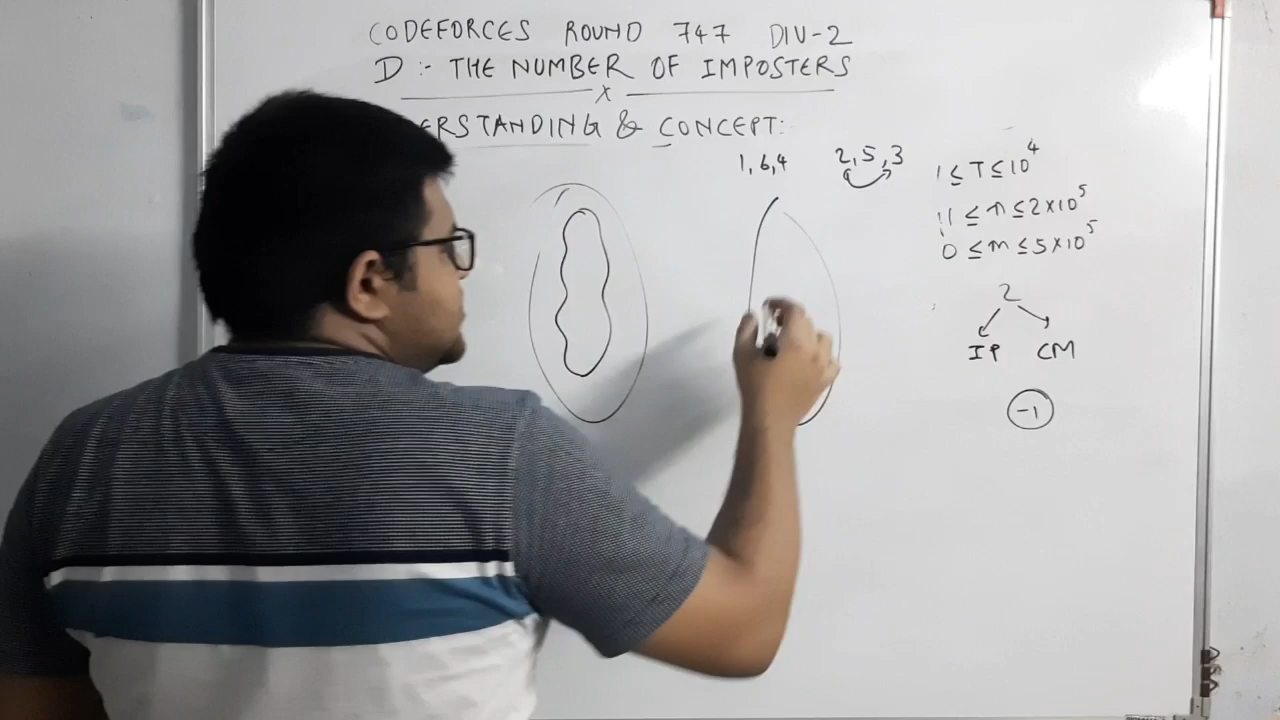 CODEFORCES ROUND 747 DIV-2
D :- THE NUMBER OF IMPOSTERS
x
ERSTANDING & CONCEPT:
1,6,4
2,5,3
1 ≤ T ≤ 10^4
1 ≤ n ≤ 2×10^5
0 ≤ m ≤ 5×10^5
2
IP CM
-1